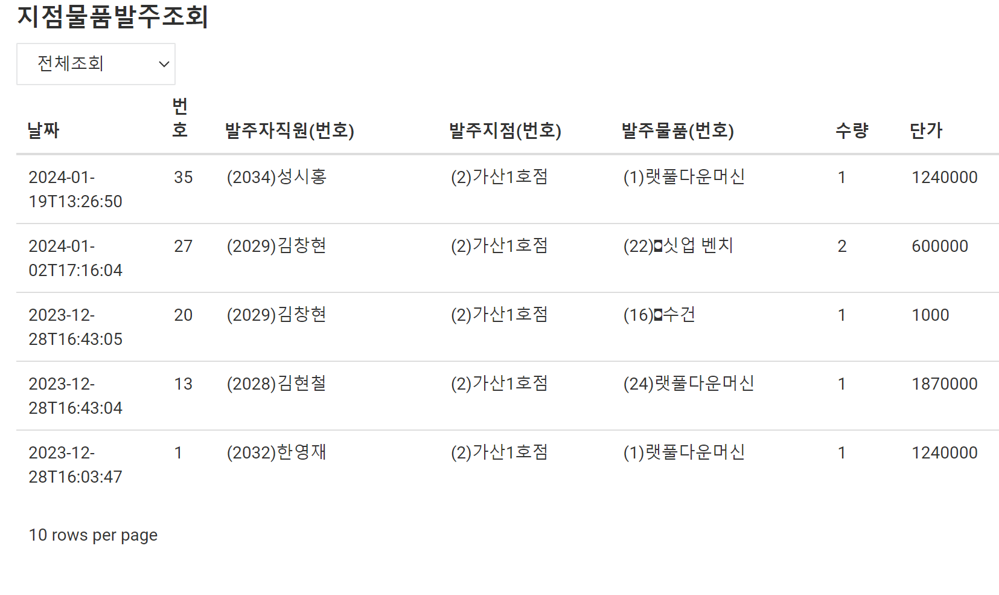 지점물품발주조회
전체조회
날짜 번호 발주자직원(번호) 발주지점(번호) 발주물품(번호) 수량 단가
2024-01-19T13:26:50 35 (2034)성시홍 (2)가산1호점 (1)랫풀다운머신 1 1240000
2024-01-02T17:16:04 27 (2029)김창현 (2)가산1호점 (22)◘싯업 벤치 2 600000
2023-12-28T16:43:05 20 (2029)김창현 (2)가산1호점 (16)◘수건 1 1000
2023-12-28T16:43:04 13 (2028)김현철 (2)가산1호점 (24)랫풀다운머신 1 1870000
2023-12-28T16:03:47 1 (2032)한영재 (2)가산1호점 (1)랫풀다운머신 1 1240000
10 rows per page